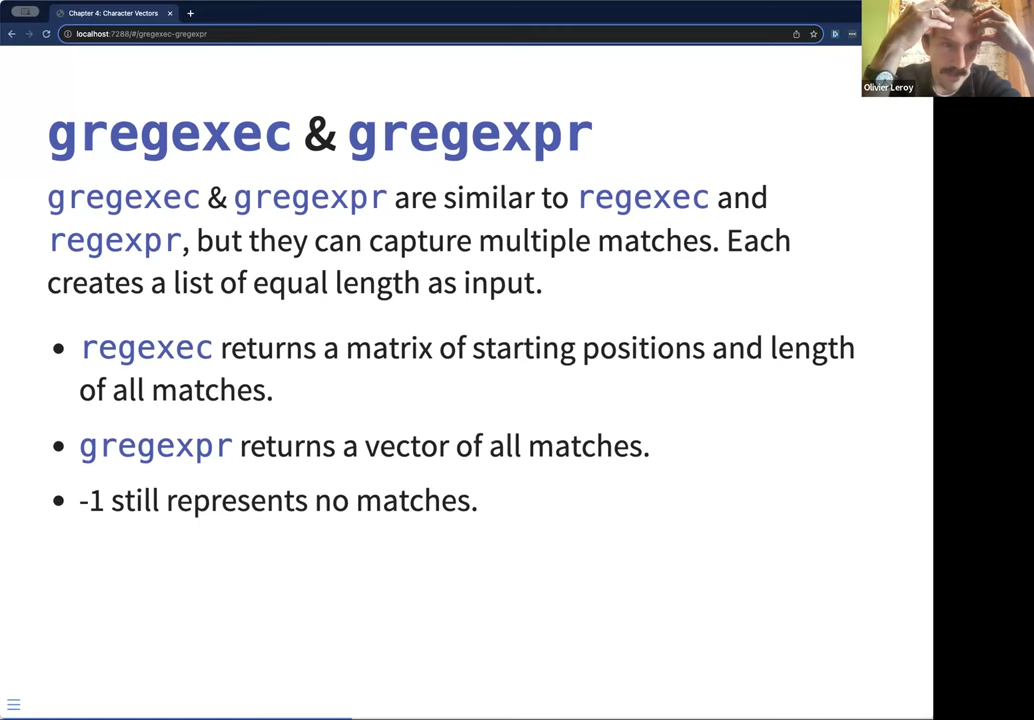 Chapter 4: Character Vectors
localhost:7288/#/gregexec-gregexpr
Olivier Leroy
gregexec & gregexpr
gregexec & gregexpr are similar to regexec and
regexpr, but they can capture multiple matches. Each
creates a list of equal length as input.
• regexec returns a matrix of starting positions and length
of all matches.
• gregexpr returns a vector of all matches.
• -1 still represents no matches.